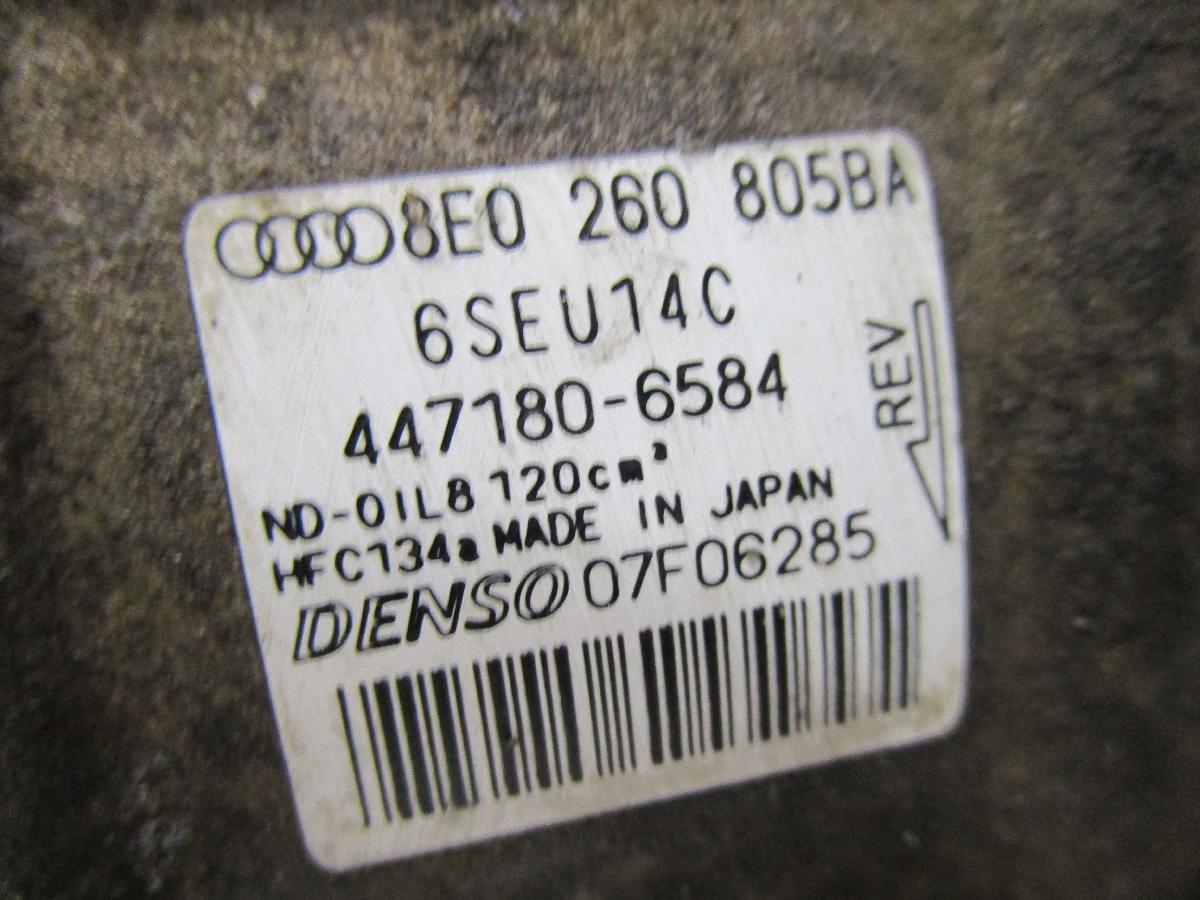 8E0 260 805BA
6SEU14C
447180-6584
REV
ND-OIL8 120cm³
HFC134a MADE IN JAPAN
DENSO 07F06285